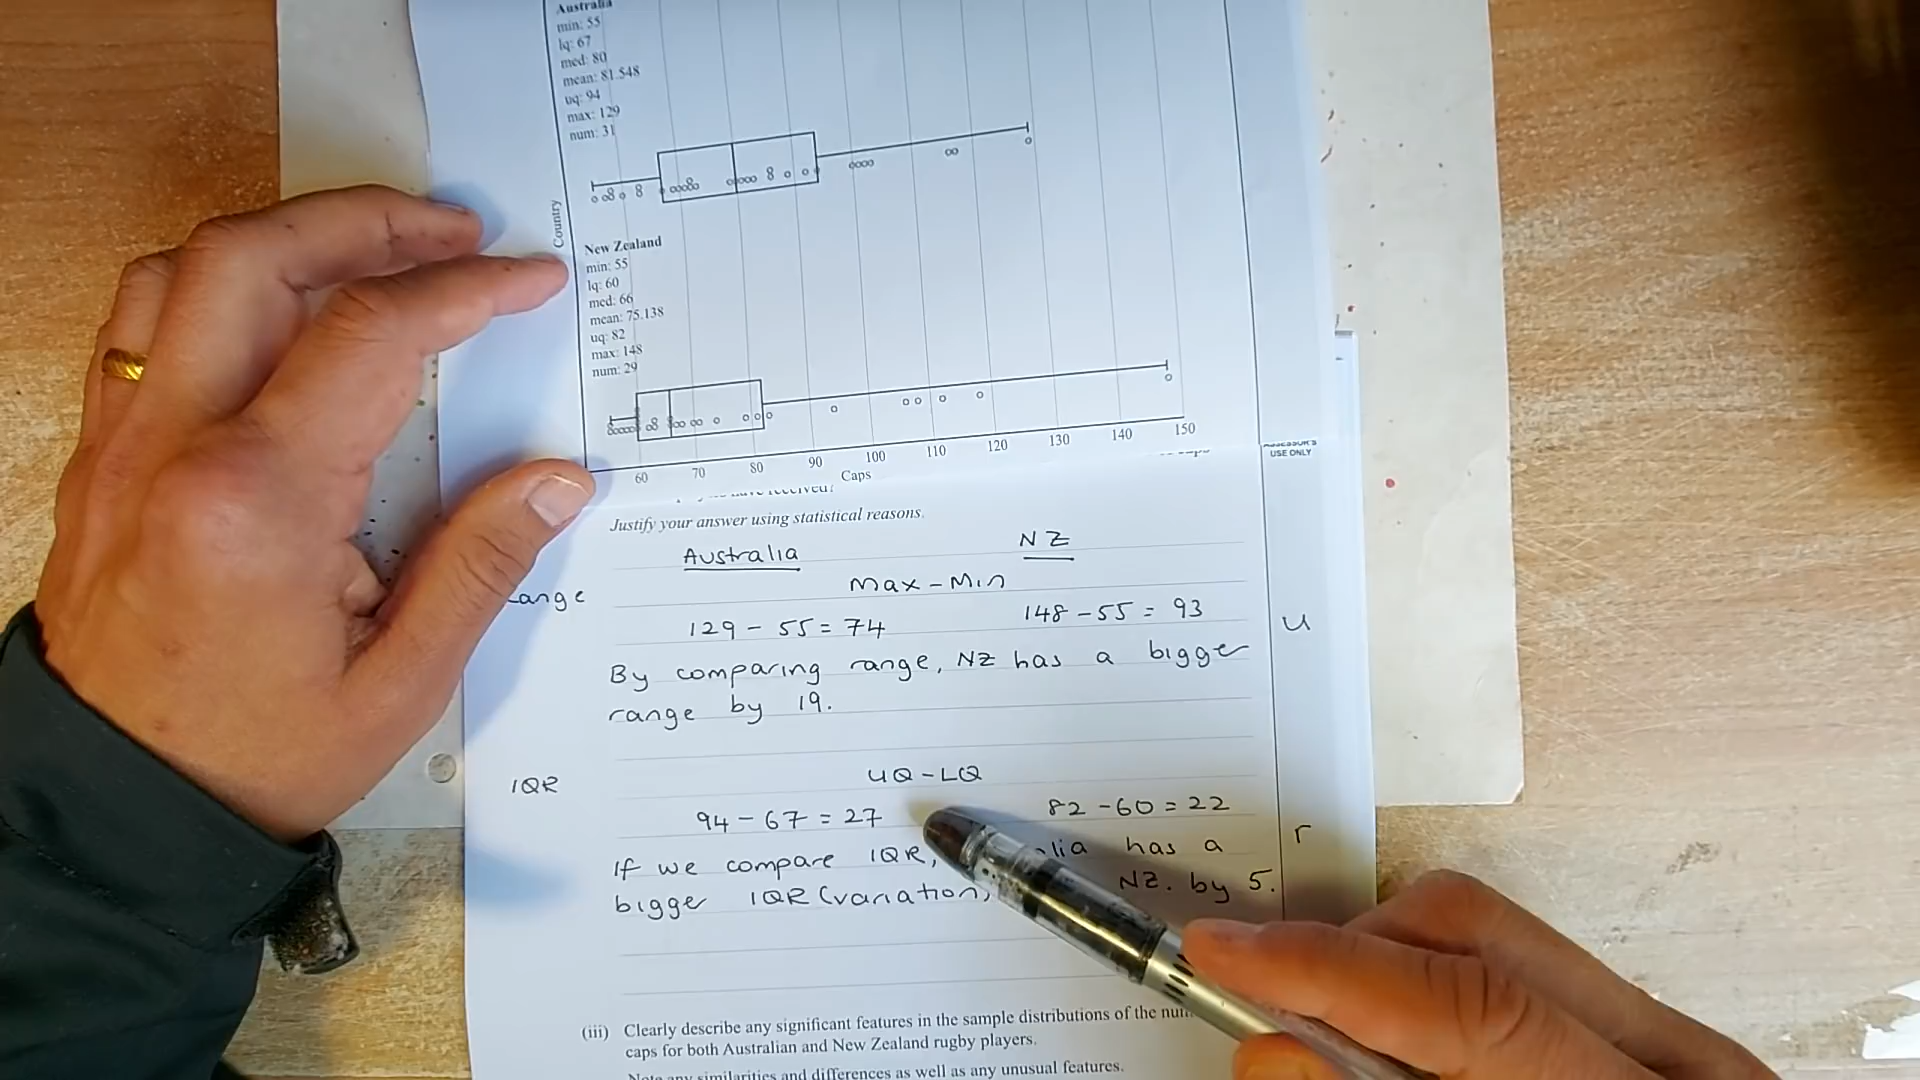 Australia
min: 55
lq: 67
med: 80
mean: 81.548
uq: 94
max: 129
num: 31
Country
New Zealand
min: 55
lq: 60
med: 66
mean: 75.138
uq: 82
max: 148
num: 29
60 70 80 90 100 110 120 130 140 150
Caps
USE ONLY
Justify your answer using statistical reasons.
Australia NZ
Max - Min
129 - 55 = 74 148 - 55 = 93 u
By comparing range, NZ has a bigger
range by 19.
IQR UQ - LQ
94 - 67 = 27 82 - 60 = 22
If we compare IQR, has a r
bigger IQR (variation) NZ. by 5.
(iii) Clearly describe any significant features in the sample distributions of the
caps for both Australian and New Zealand rugby players.
Note any similarities and differences as well as any unusual features.